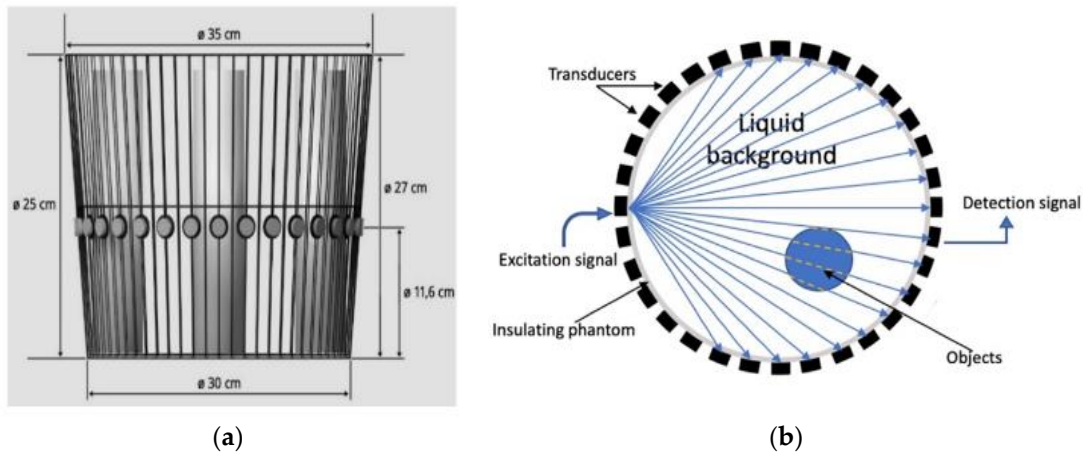 ø 35 cm
ø 25 cm
ø 27 cm
ø 11,6 cm
ø 30 cm
(a)
Transducers
Liquid
background
Excitation signal
Detection signal
Insulating phantom
Objects
(b)